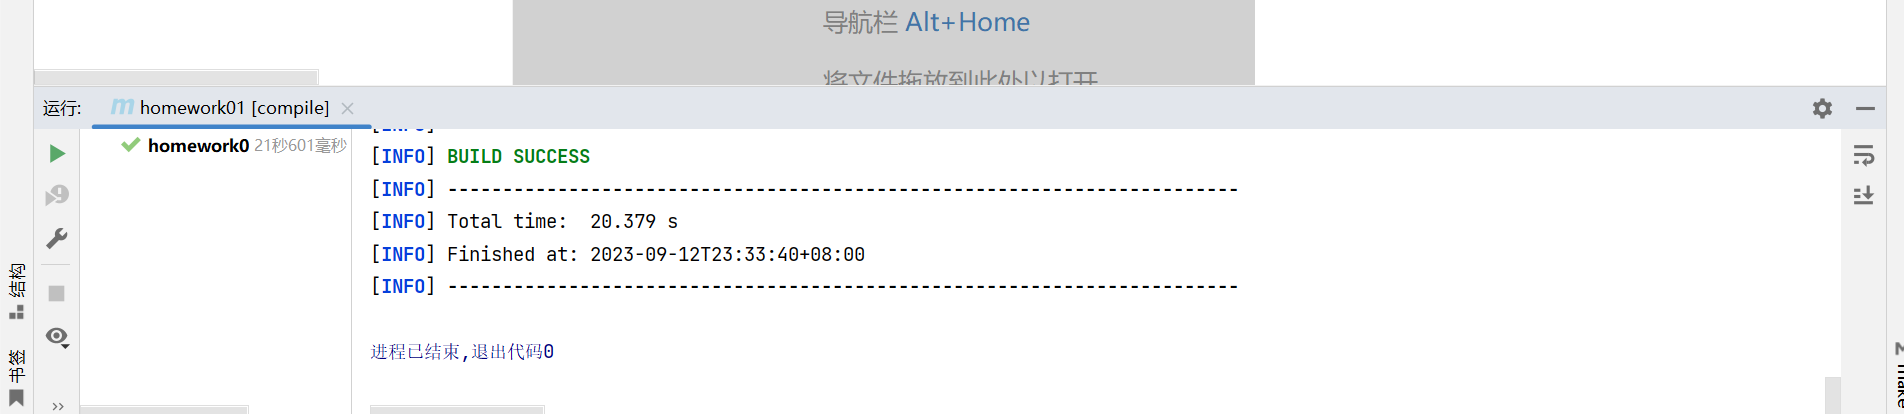 导航栏 Alt+Home
将文件拖放到此处以打开
运行: m homework01 [compile]
homework0 21秒601毫秒
[INFO]
[INFO] BUILD SUCCESS
[INFO] ------------------------------------------------------------------------
[INFO] Total time:  20.379 s
[INFO] Finished at: 2023-09-12T23:33:40+08:00
[INFO] ------------------------------------------------------------------------
进程已结束,退出代码0
结构
书签